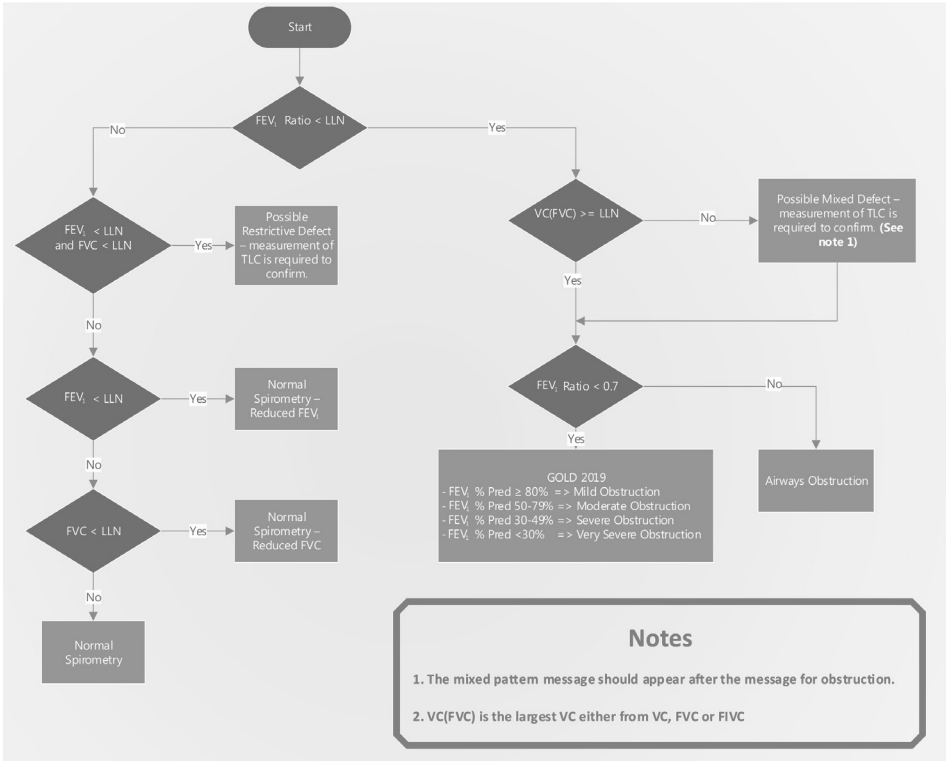 Start
FEV₁ Ratio < LLN
No
Yes
FEV₁ < LLN
and FVC < LLN
Yes
Possible
Restrictive Defect
– measurement of
TLC is required to
confirm.
VC(FVC) >= LLN
No
Possible Mixed Defect –
measurement of TLC is
required to confirm. (See
note 1)
Yes
No
FEV₁ < LLN
Yes
Normal
Spirometry –
Reduced FEV₁
FEV₁ Ratio < 0.7
No
Yes
Airways Obstruction
GOLD 2019
- FEV₁ % Pred ≥ 80% => Mild Obstruction
- FEV₁ % Pred 50-79% => Moderate Obstruction
- FEV₁ % Pred 30-49% => Severe Obstruction
- FEV₁ % Pred <30% => Very Severe Obstruction
No
FVC < LLN
Yes
Normal
Spirometry –
Reduced FVC
No
Normal
Spirometry
Notes
1. The mixed pattern message should appear after the message for obstruction.
2. VC(FVC) is the largest VC either from VC, FVC or FIVC